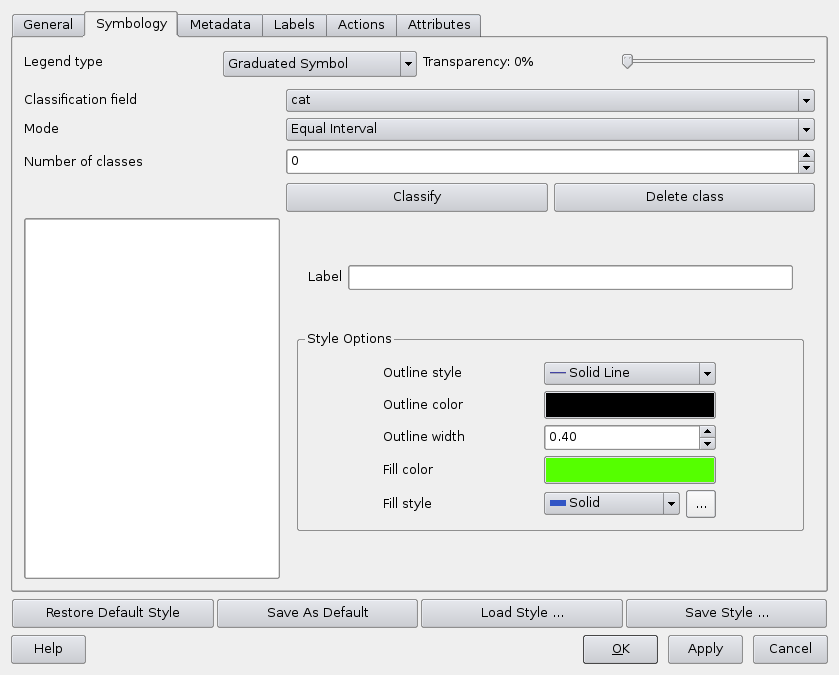 General Symbology Metadata Labels Actions Attributes
Legend type Graduated Symbol Transparency: 0%
Classification field cat
Mode Equal Interval
Number of classes 0
Classify Delete class
Label
Style Options
Outline style Solid Line
Outline color
Outline width 0.40
Fill color
Fill style Solid ...
Restore Default Style Save As Default Load Style ... Save Style ...
Help OK Apply Cancel